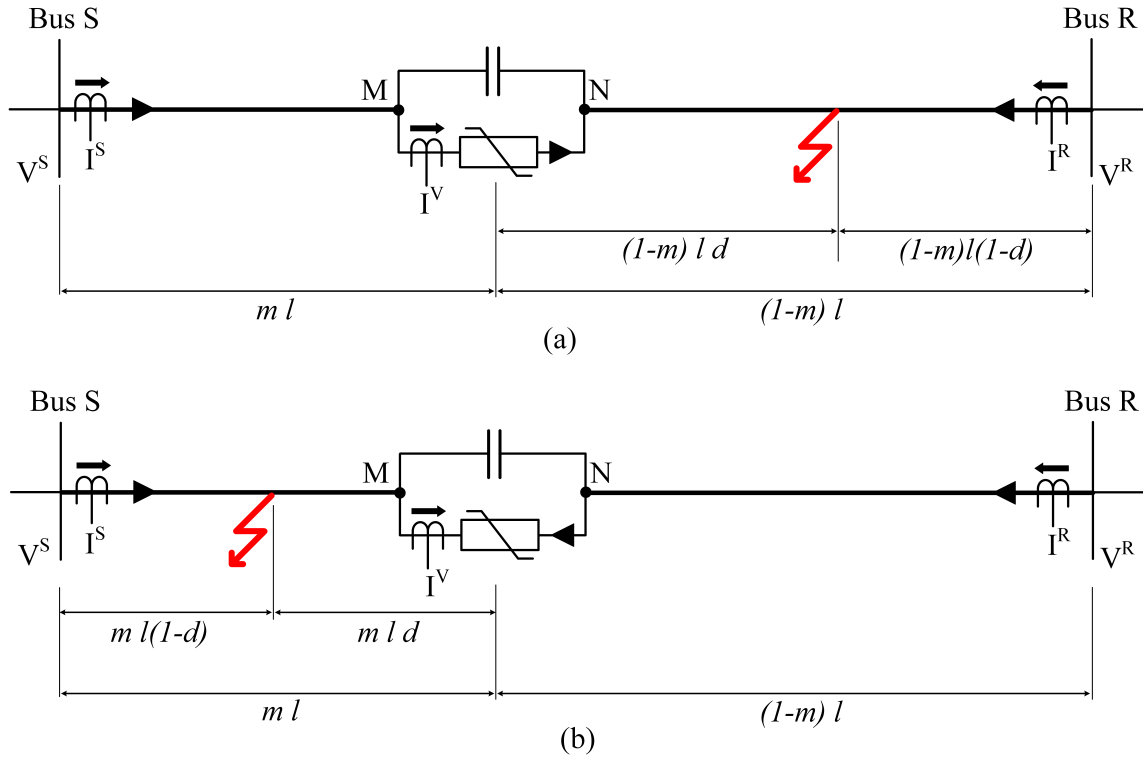 Bus S
Bus R
M
N
I^S
I^R
V^S
I^V
V^R
(1-m) l d
(1-m)l(1-d)
m l
(1-m) l
(a)
Bus S
Bus R
M
N
I^S
I^R
V^S
I^V
V^R
m l(1-d)
m l d
m l
(1-m) l
(b)